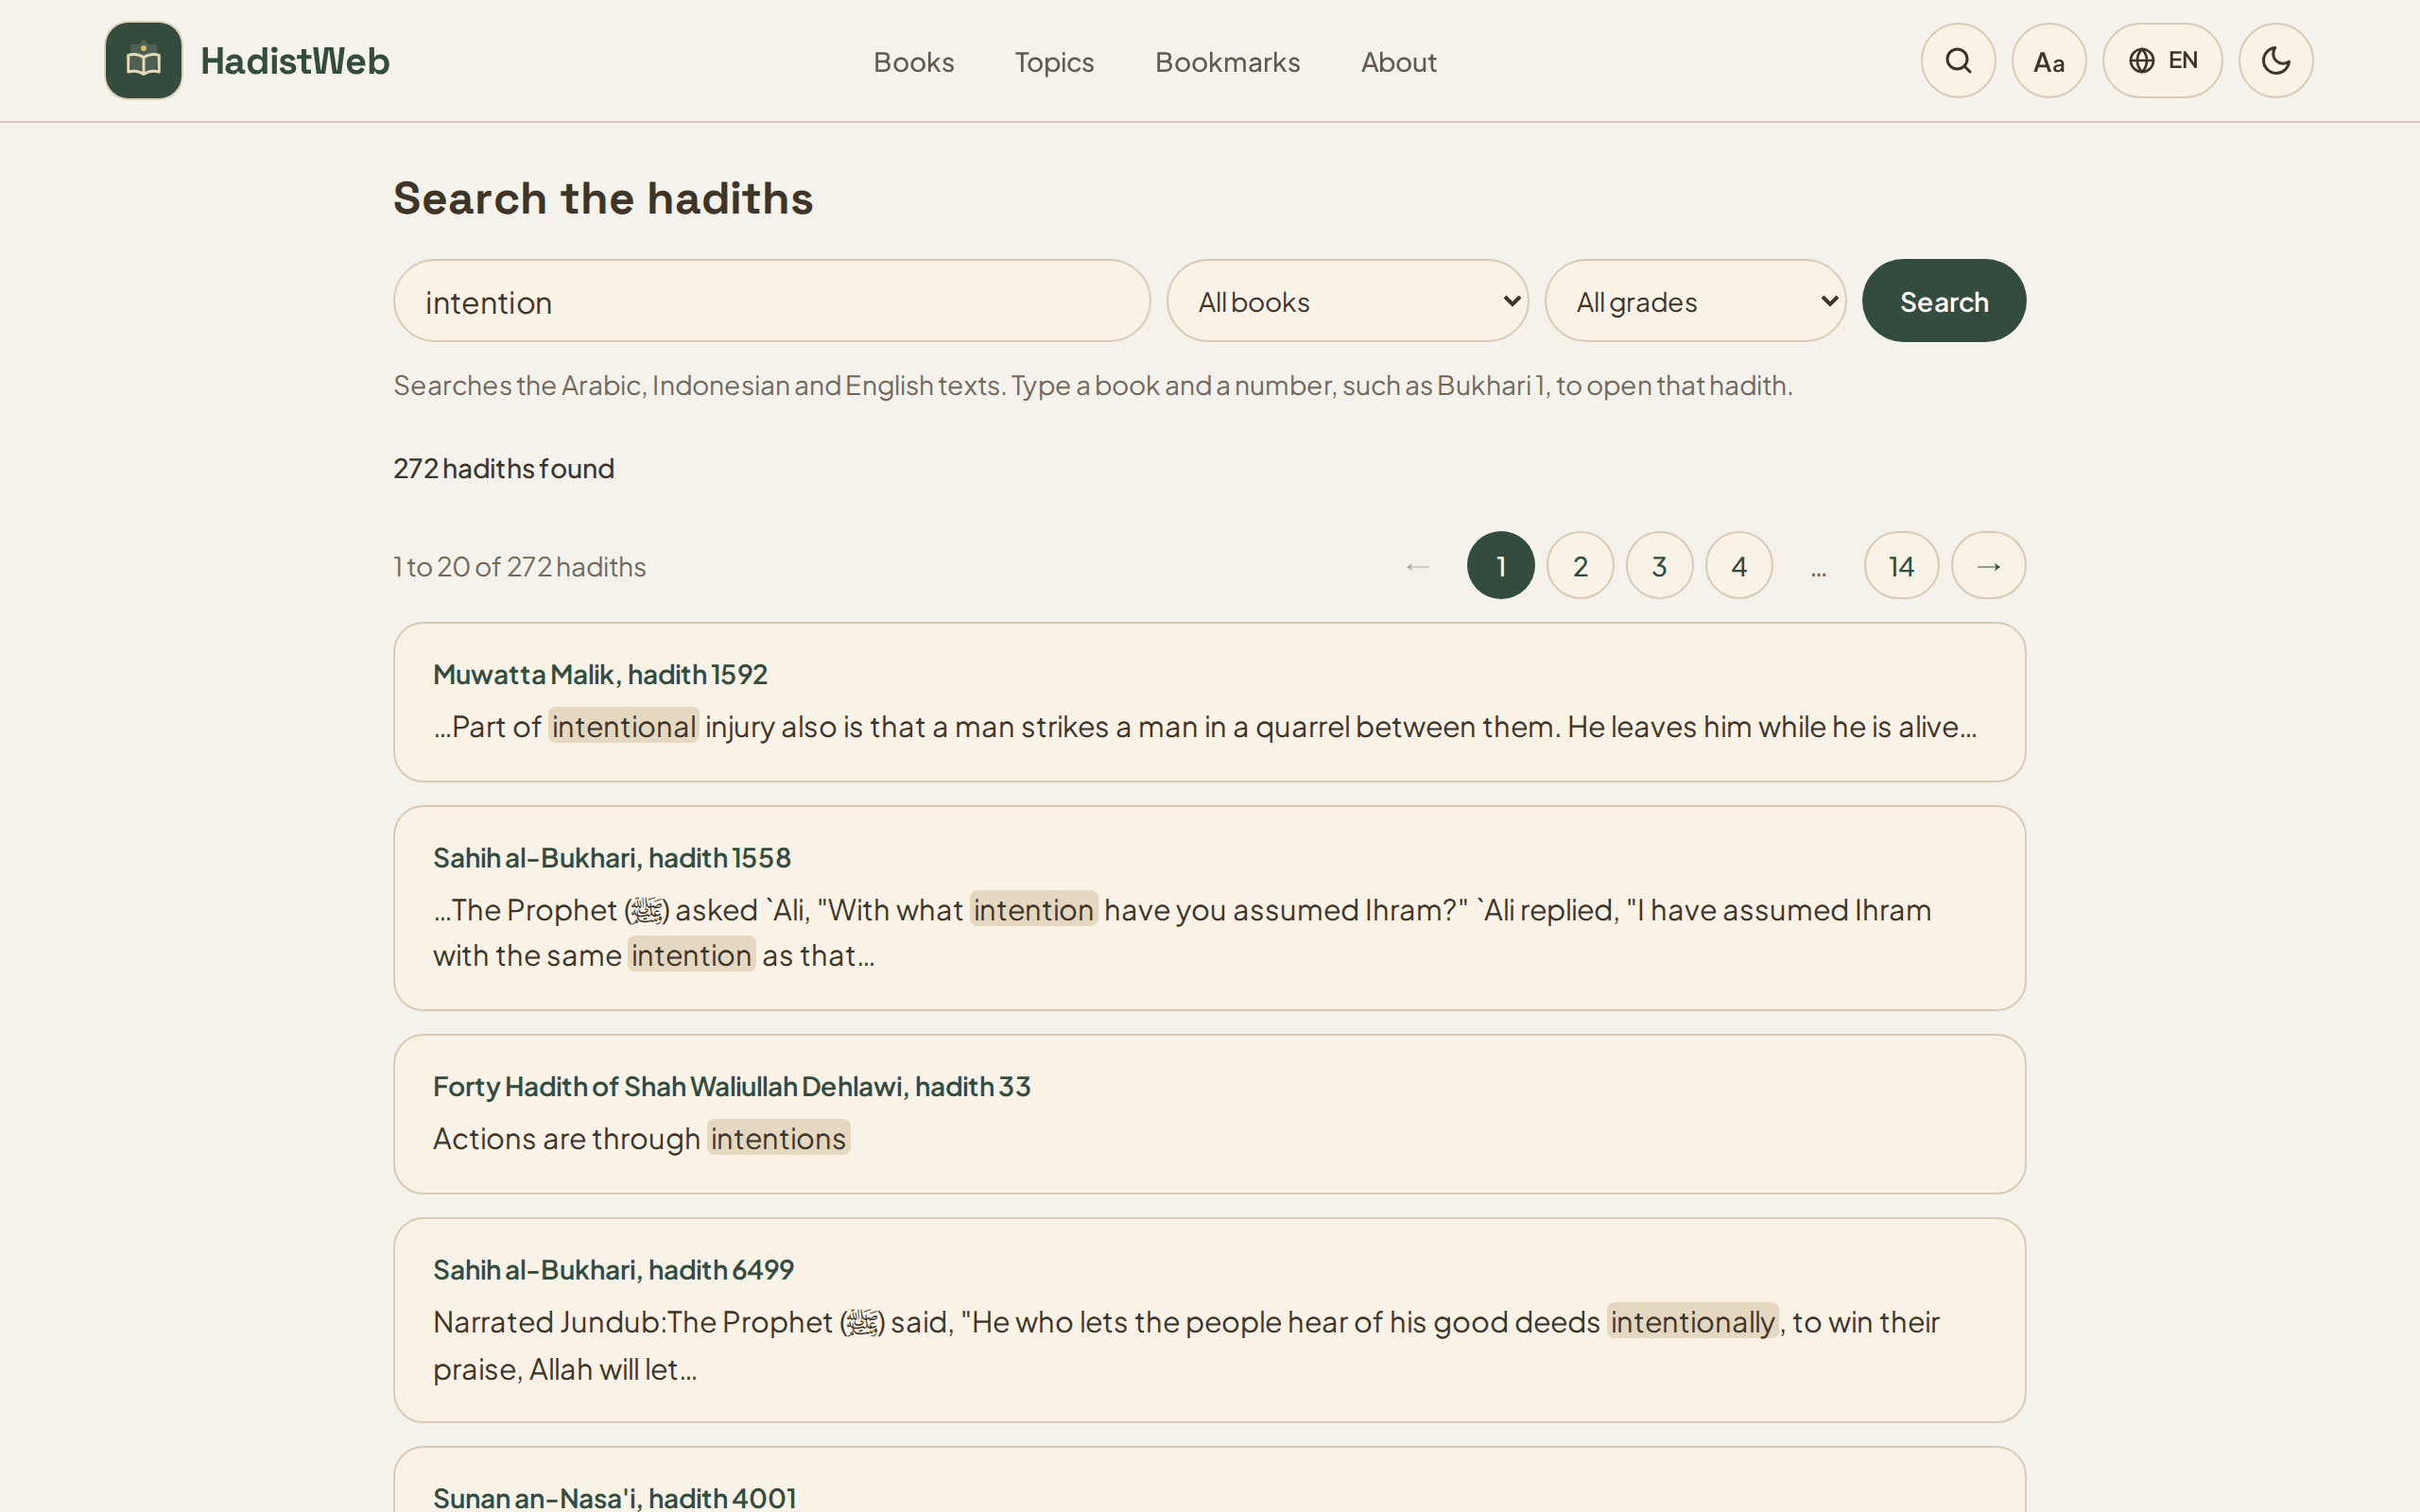 HadistWeb
Books Topics Bookmarks About
Aa
EN
Search the hadiths
intention
All books
All grades
Search
Searches the Arabic, Indonesian and English texts. Type a book and a number, such as Bukhari 1, to open that hadith.
272 hadiths found
1 to 20 of 272 hadiths
← 1 2 3 4 … 14 →
Muwatta Malik, hadith 1592
…Part of intentional injury also is that a man strikes a man in a quarrel between them. He leaves him while he is alive…
Sahih al-Bukhari, hadith 1558
…The Prophet (ﷺ) asked `Ali, "With what intention have you assumed Ihram?" `Ali replied, "I have assumed Ihram
with the same intention as that…
Forty Hadith of Shah Waliullah Dehlawi, hadith 33
Actions are through intentions
Sahih al-Bukhari, hadith 6499
Narrated Jundub:The Prophet (ﷺ) said, "He who lets the people hear of his good deeds intentionally, to win their
praise, Allah will let…
Sunan an-Nasa'i, hadith 4001